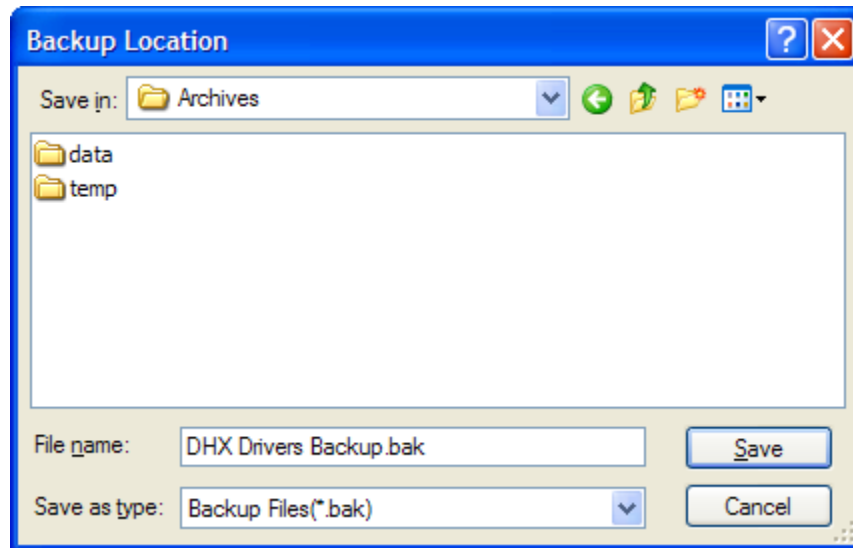 Backup Location
Save in: Archives
data
temp
File name: DHX Drivers Backup.bak Save
Save as type: Backup Files(*.bak) Cancel